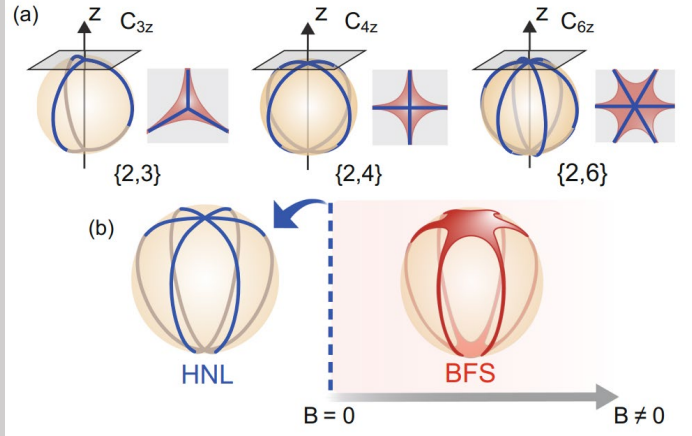 (a)
z C3z
z C4z
z C6z
{2,3}
{2,4}
{2,6}
(b)
HNL
BFS
B = 0
B ≠ 0